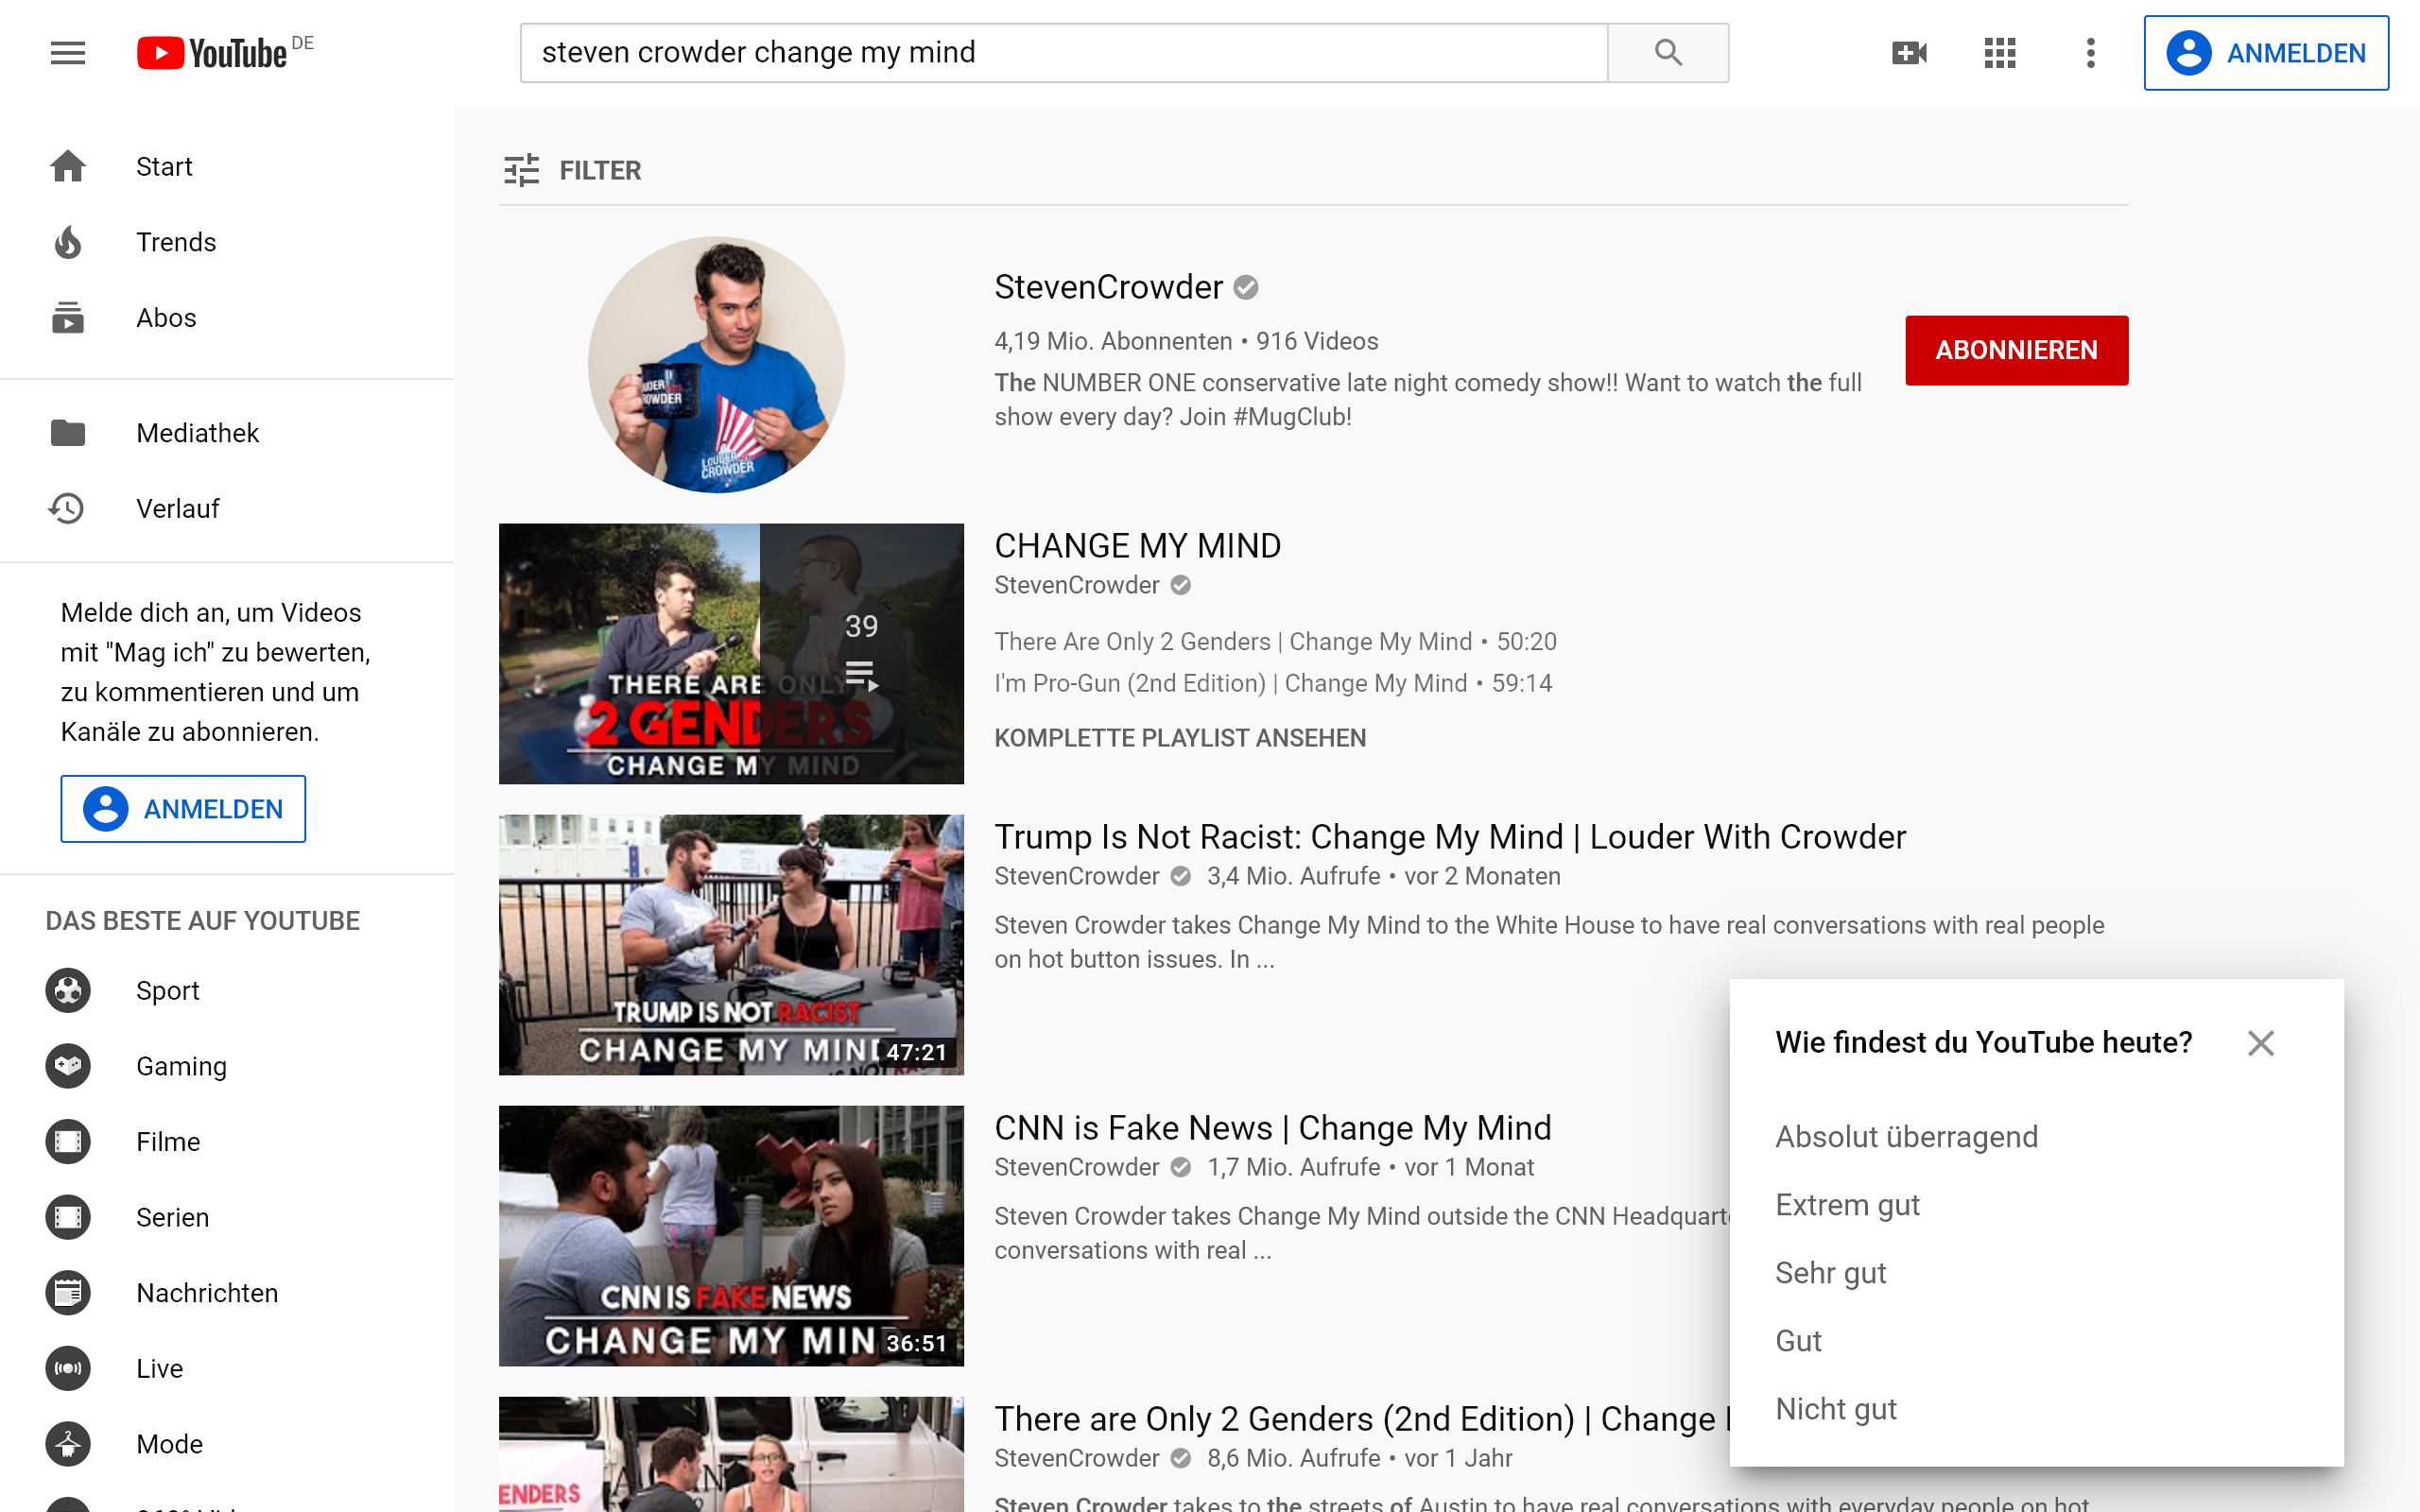 YouTube DE
steven crowder change my mind
ANMELDEN
Start
Trends
Abos
Mediathek
Verlauf
Melde dich an, um Videos
mit "Mag ich" zu bewerten,
zu kommentieren und um
Kanäle zu abonnieren.
ANMELDEN
DAS BESTE AUF YOUTUBE
Sport
Gaming
Filme
Serien
Nachrichten
Live
Mode
FILTER
LOUDER
CROWDER
StevenCrowder
4,19 Mio. Abonnenten • 916 Videos
The NUMBER ONE conservative late night comedy show!! Want to watch the full
show every day? Join #MugClub!
ABONNIEREN
THERE ARE ONLY
2 GENDERS
CHANGE MY MIND
39
CHANGE MY MIND
StevenCrowder
There Are Only 2 Genders | Change My Mind • 50:20
I'm Pro-Gun (2nd Edition) | Change My Mind • 59:14
KOMPLETTE PLAYLIST ANSEHEN
TRUMP IS NOT RACIST
CHANGE MY MIND
47:21
Trump Is Not Racist: Change My Mind | Louder With Crowder
StevenCrowder 3,4 Mio. Aufrufe • vor 2 Monaten
Steven Crowder takes Change My Mind to the White House to have real conversations with real people
on hot button issues. In ...
CNN IS FAKE NEWS
CHANGE MY MIN
36:51
CNN is Fake News | Change My Mind
StevenCrowder 1,7 Mio. Aufrufe • vor 1 Monat
Steven Crowder takes Change My Mind outside the CNN Headquart
conversations with real ...
ENDERS
There are Only 2 Genders (2nd Edition) | Change
StevenCrowder 8,6 Mio. Aufrufe • vor 1 Jahr
Steven Crowder takes to the streets of Austin to have real conversations with everyday people on hot
Wie findest du YouTube heute?
Absolut überragend
Extrem gut
Sehr gut
Gut
Nicht gut